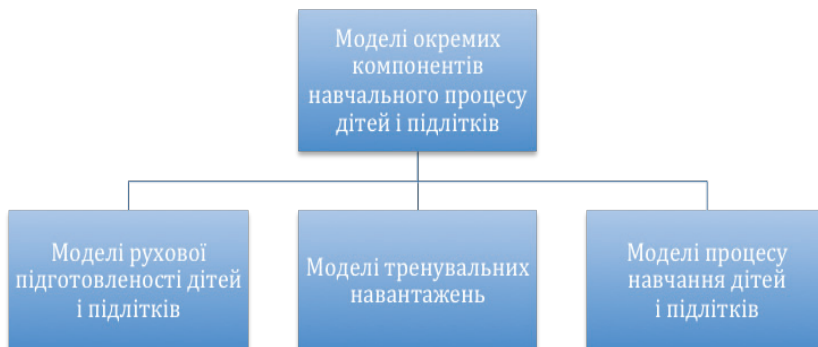 Моделі окремих
компонентів
навчального процесу
дітей і підлітків
Моделі рухової
підготовленості дітей
і підлітків
Моделі тренувальних
навантажень
Моделі процесу
навчання дітей
і підлітків